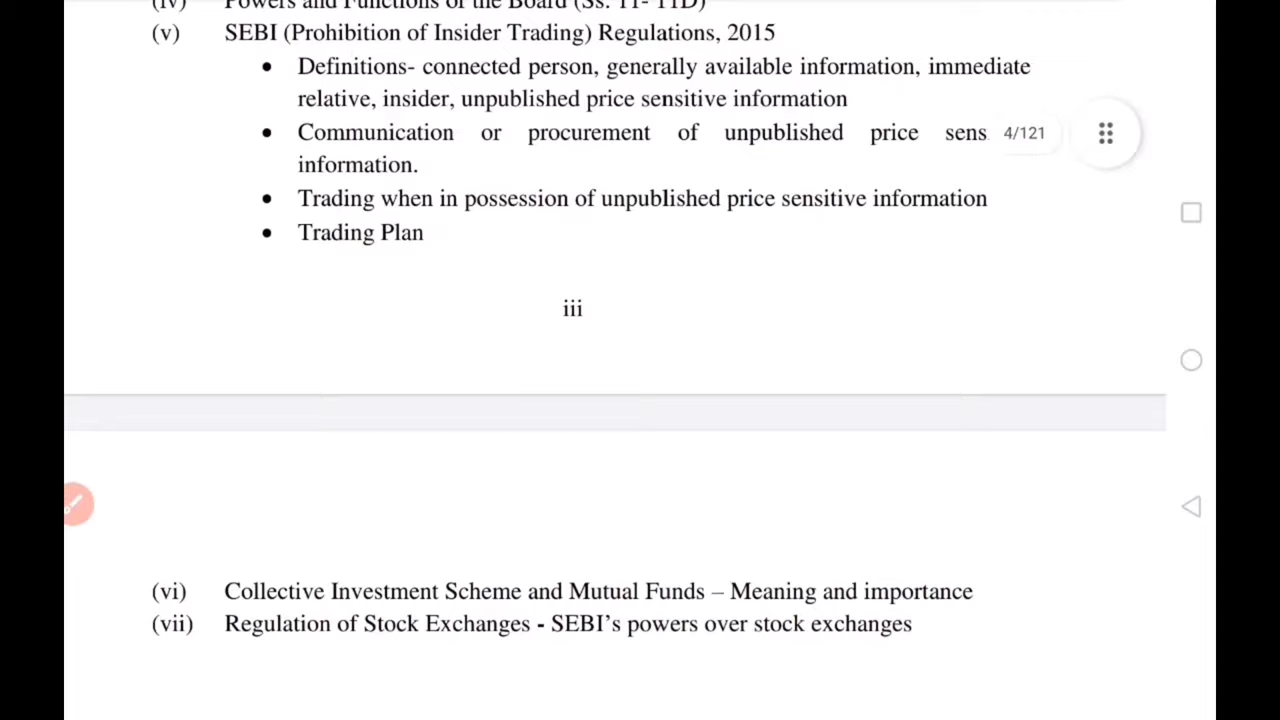 (iv) Powers and Functions of the Board (Ss. 11- 11D)
(v) SEBI (Prohibition of Insider Trading) Regulations, 2015
• Definitions- connected person, generally available information, immediate
relative, insider, unpublished price sensitive information
• Communication or procurement of unpublished price sens
4/121
information.
• Trading when in possession of unpublished price sensitive information
• Trading Plan
iii
(vi) Collective Investment Scheme and Mutual Funds – Meaning and importance
(vii) Regulation of Stock Exchanges - SEBI’s powers over stock exchanges